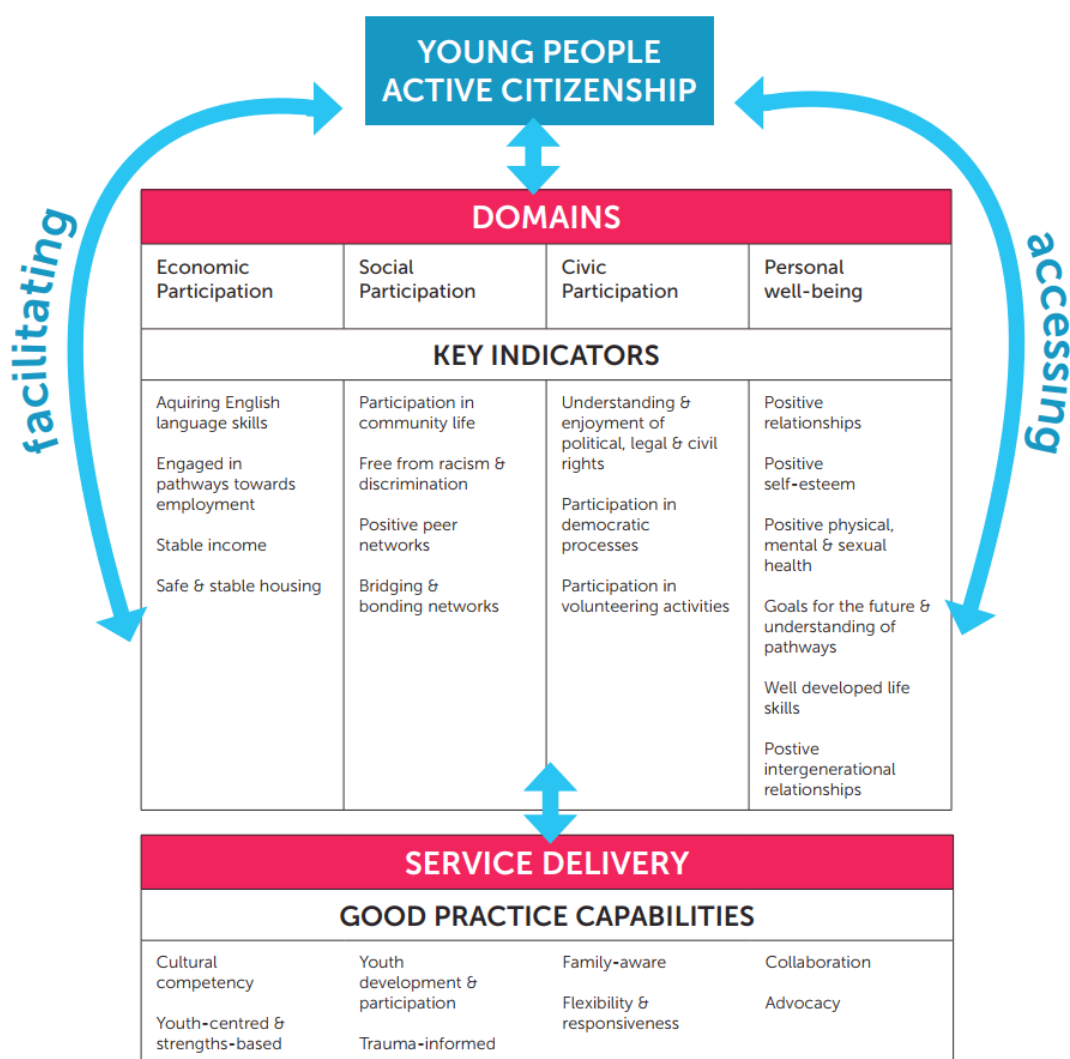 YOUNG PEOPLE
ACTIVE CITIZENSHIP
facilitating
accessing
DOMAINS
Economic
Participation
Social
Participation
Civic
Participation
Personal
well-being
KEY INDICATORS
Aquiring English
language skills
Engaged in
pathways towards
employment
Stable income
Safe & stable housing
Participation in
community life
Free from racism &
discrimination
Positive peer
networks
Bridging &
bonding networks
Understanding &
enjoyment of
political, legal & civil
rights
Participation in
democratic
processes
Participation in
volunteering activities
Positive
relationships
Positive
self-esteem
Positive physical,
mental & sexual
health
Goals for the future &
understanding of
pathways
Well developed life
skills
Postive
intergenerational
relationships
SERVICE DELIVERY
GOOD PRACTICE CAPABILITIES
Cultural
competency
Youth-centred &
strengths-based
Youth
development &
participation
Trauma-informed
Family-aware
Flexibility &
responsiveness
Collaboration
Advocacy